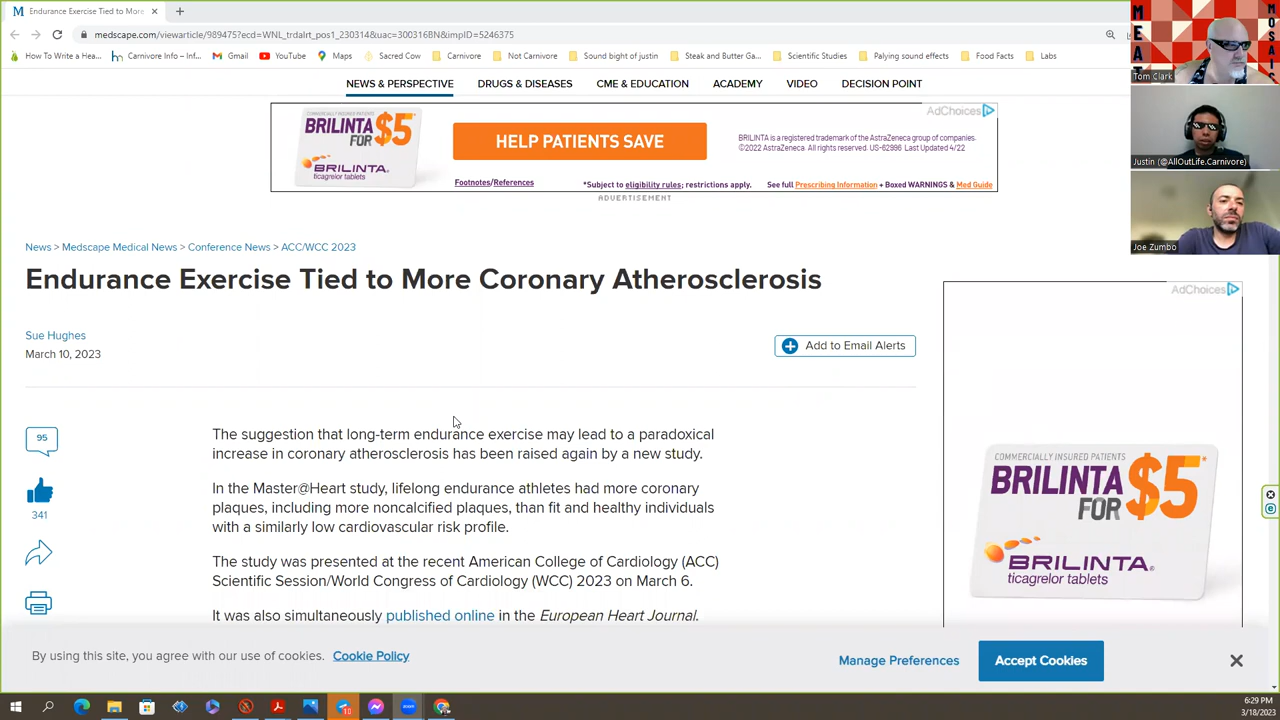 Endurance Exercise Tied to More
medscape.com/viewarticle/989475?ecd=WNL_trdalrt_pos1_230314&uac=300316BN&impID=5246375
How To Write a Hea...
Carnivore Info – Inf...
Gmail
YouTube
Maps
Sacred Cow
Carnivore
Not Carnivore
Sound bight of justin
Steak and Butter Ga...
Scientific Studies
Palying sound effects
Food Facts
Labs
MEAT
MOSAIC
Tom Clark
Justin (@AllOutLife.Carnivore)
Joe Zumbo
NEWS & PERSPECTIVE
DRUGS & DISEASES
CME & EDUCATION
ACADEMY
VIDEO
DECISION POINT
AdChoices
COMMERCIALLY INSURED PATIENTS
BRILINTA FOR $5*
BRILINTA
ticagrelor tablets
HELP PATIENTS SAVE
BRILINTA is a registered trademark of the AstraZeneca group of companies.
©2022 AstraZeneca. All rights reserved. US-62996 Last Updated 4/22
Footnotes/References
*Subject to eligibility rules; restrictions apply.
See full Prescribing Information + Boxed WARNINGS & Med Guide
ADVERTISEMENT
News > Medscape Medical News > Conference News > ACC/WCC 2023
Endurance Exercise Tied to More Coronary Atherosclerosis
Sue Hughes
March 10, 2023
Add to Email Alerts
AdChoices
95
341
The suggestion that long-term endurance exercise may lead to a paradoxical
increase in coronary atherosclerosis has been raised again by a new study.
In the Master@Heart study, lifelong endurance athletes had more coronary
plaques, including more noncalcified plaques, than fit and healthy individuals
with a similarly low cardiovascular risk profile.
The study was presented at the recent American College of Cardiology (ACC)
Scientific Session/World Congress of Cardiology (WCC) 2023 on March 6.
It was also simultaneously published online in the European Heart Journal.
COMMERCIALLY INSURED PATIENTS
BRILINTA FOR $5*
BRILINTA
ticagrelor tablets
By using this site, you agree with our use of cookies. Cookie Policy
Manage Preferences
Accept Cookies
6:29 PM
3/18/2023